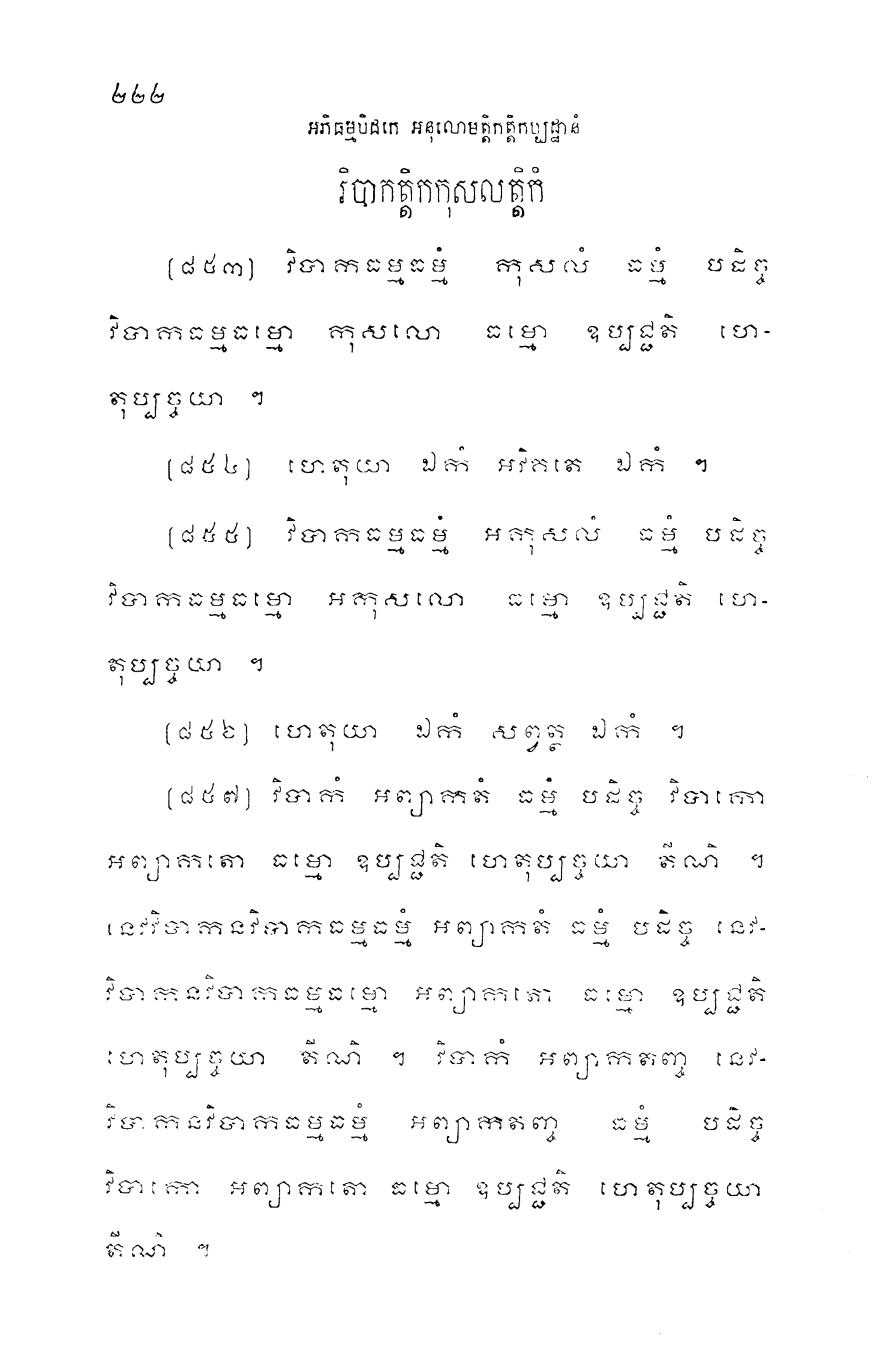 ២២២
អភិធម្មបិដកេ អនុលោមត្តិកត្តិកប្បដ្ឋានំ
វិបាកត្តិកកុសលត្តិកំ
[៨៥៣] វិបាកធម្មធម្មំ កុសលំ ធម្មំ បដិច្ច
វិបាកធម្មធម្មោ កុសលោ ធម្មោ ឧប្បជ្ជតិ ហេ-
តុប្បច្ចយា ។
[៨៥៤] ហេតុយា ឯកំ អវិគតេ ឯកំ ។
[៨៥៥] វិបាកធម្មធម្មំ អកុសលំ ធម្មំ បដិច្ច
វិបាកធម្មធម្មោ អកុសលោ ធម្មោ ឧប្បជ្ជតិ ហេ-
តុប្បច្ចយា ។
[៨៥៦] ហេតុយា ឯកំ សព្វត្ថ ឯកំ ។
[៨៥៧] វិបាកំ អព្យាកតំ ធម្មំ បដិច្ច វិបាកោ
អព្យាកតោ ធម្មោ ឧប្បជ្ជតិ ហេតុប្បច្ចយា តីណិ ។
នេវវិបាកនវិបាកធម្មធម្មំ អព្យាកតំ ធម្មំ បដិច្ច នេវ-
វិបាកនវិបាកធម្មធម្មោ អព្យាកតោ ធម្មោ ឧប្បជ្ជតិ
ហេតុប្បច្ចយា តីណិ ។ វិបាកំ អព្យាកតញ្ច នេវ-
វិបាកនវិបាកធម្មធម្មំ អព្យាកតញ្ច ធម្មំ បដិច្ច
វិបាកោ អព្យាកតោ ធម្មោ ឧប្បជ្ជតិ ហេតុប្បច្ចយា
តីណិ ។